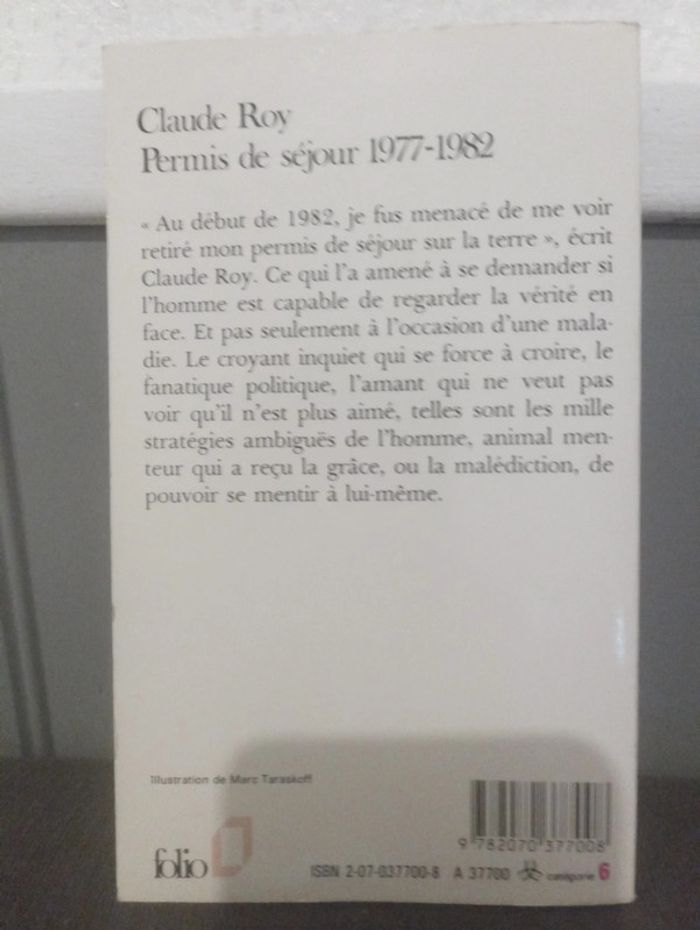 Claude Roy
Permis de séjour 1977-1982
« Au début de 1982, je fus menacé de me voir
retiré mon permis de séjour sur la terre », écrit
Claude Roy. Ce qui l'a amené à se demander si
l'homme est capable de regarder la vérité en
face. Et pas seulement à l'occasion d'une mala-
die. Le croyant inquiet qui se force à croire, le
fanatique politique, l'amant qui ne veut pas
voir qu'il n'est plus aimé, telles sont les mille
stratégies ambiguës de l'homme, animal men-
teur qui a reçu la grâce, ou la malédiction, de
pouvoir se mentir à lui-même.
Illustration de Marc Taraskoff
9 782070 377008
folio
ISBN 2-07-037700-8 A 37700 catégorie 6